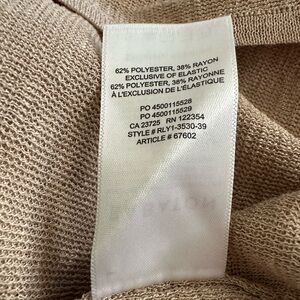 62% POLYESTER, 38% RAYON
EXCLUSIVE OF ELASTIC
62% POLYESTER, 38% RAYONNE
À L'EXCLUSION DE L'ÉLASTIQUE
PO 4500115528
PO 4500115529
CA 23725 RN 122354
STYLE # RLY1-3530-39
ARTICLE # 67602